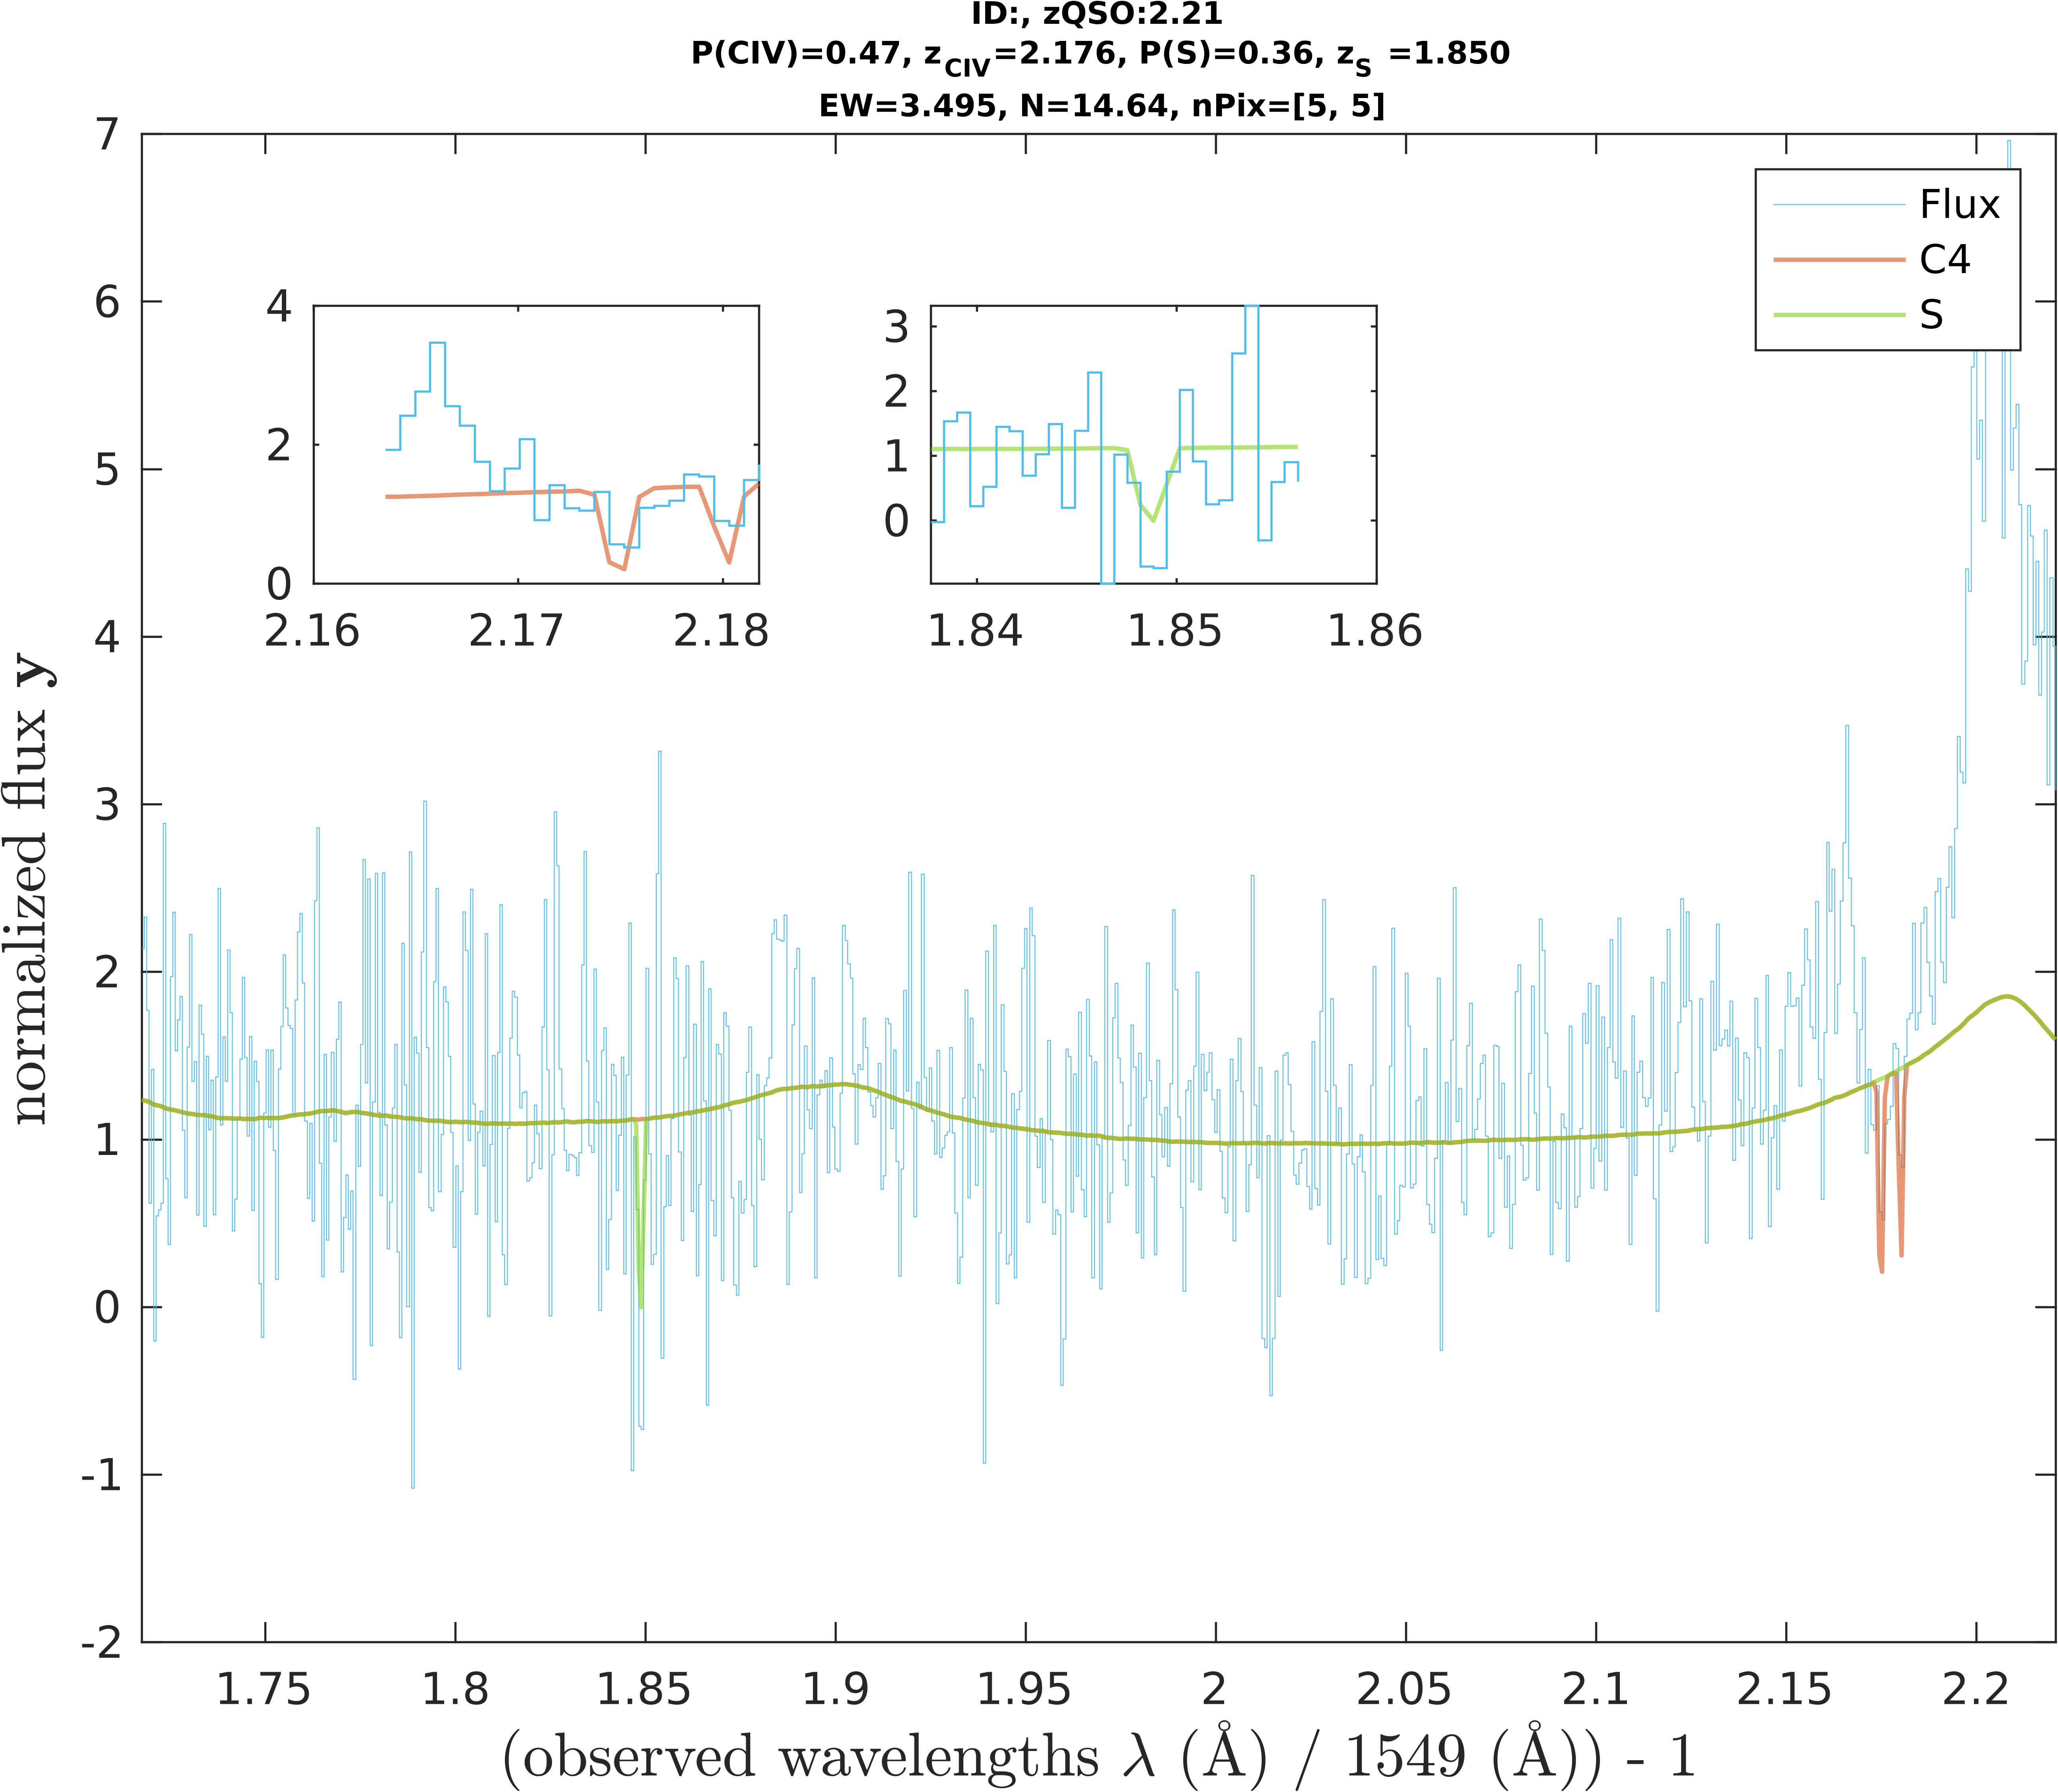 ID:, zQSO:2.21
P(CIV)=0.47, zCIV=2.176, P(S)=0.36, zS =1.850
EW=3.495, N=14.64, nPix=[5, 5]
7
6
5
4
3
2
1
0
-1
-2
normalized flux y
Flux
C4
S
4
2
0
2.16 2.17 2.18
3
2
1
0
1.84 1.85 1.86
1.75 1.8 1.85 1.9 1.95 2 2.05 2.1 2.15 2.2
(observed wavelengths λ (Å) / 1549 (Å)) - 1